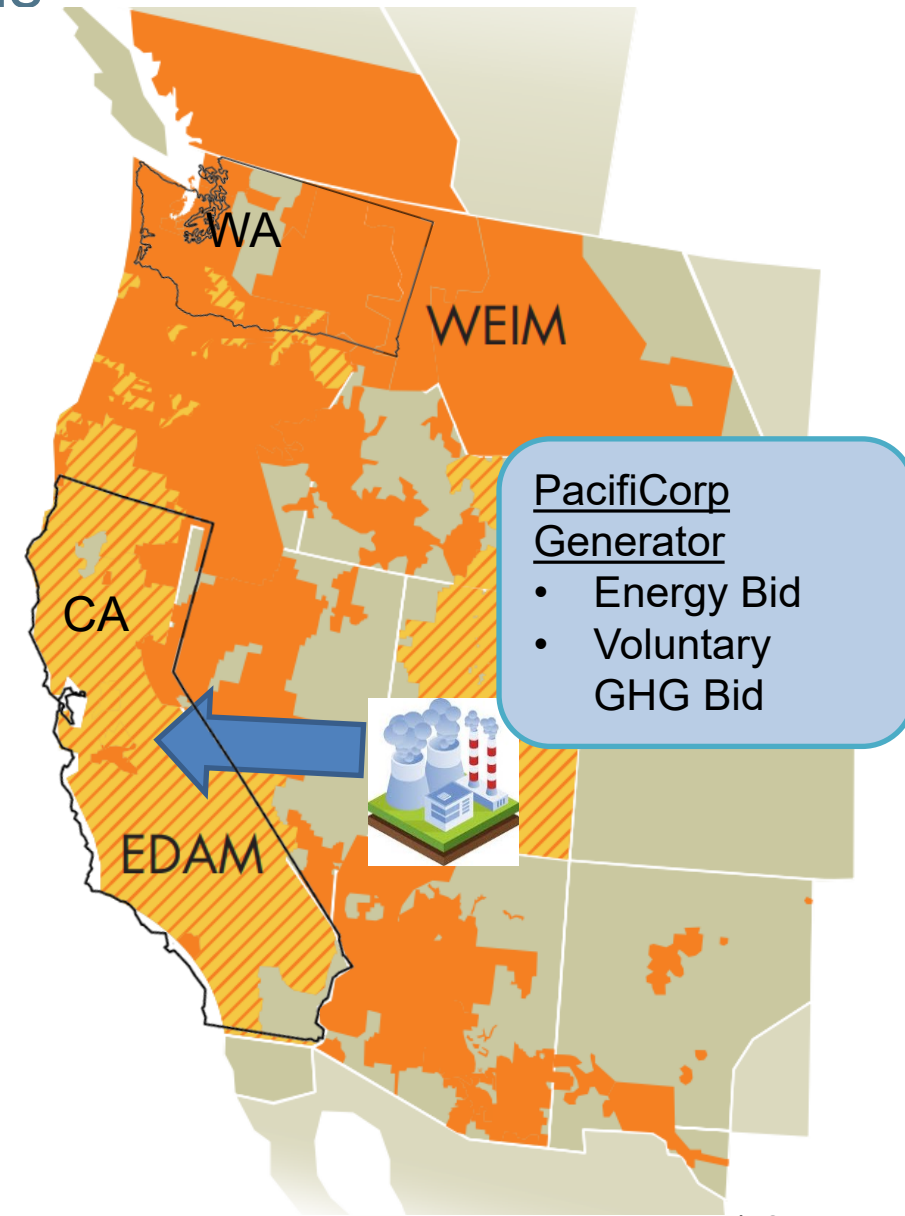 WA
WEIM
PacifiCorp
Generator
• Energy Bid
• Voluntary
GHG Bid
CA
EDAM